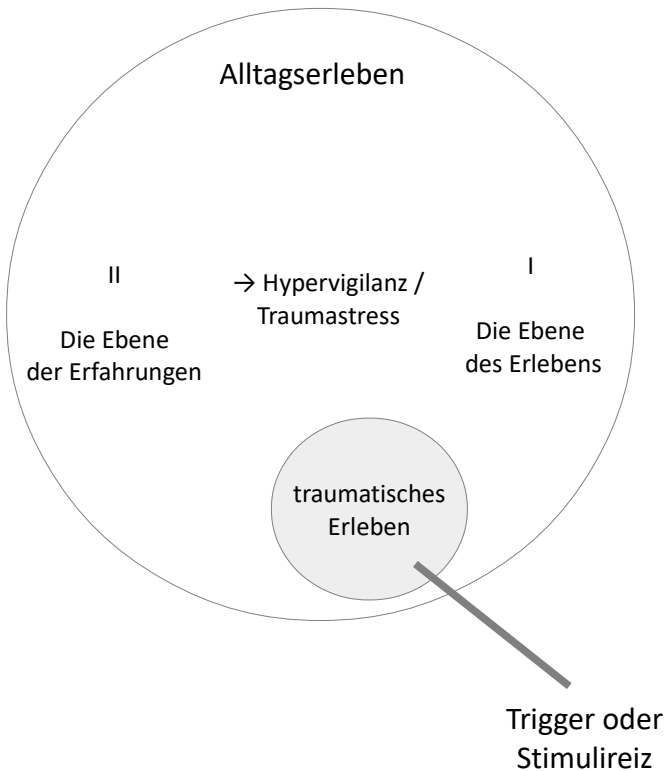 Alltagserleben
II
Die Ebene
der Erfahrungen
→ Hypervigilanz /
Traumastress
I
Die Ebene
des Erlebens
traumatisches
Erleben
Trigger oder
Stimulireiz